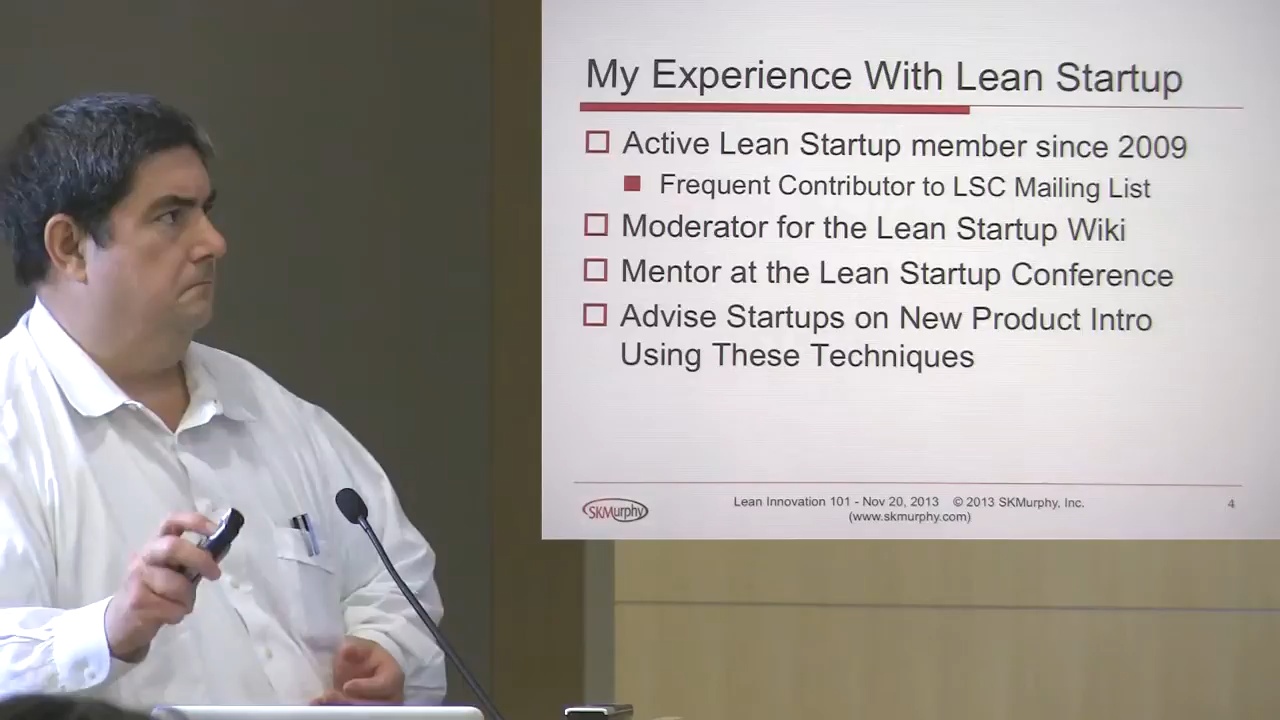 My Experience With Lean Startup
Active Lean Startup member since 2009
Frequent Contributor to LSC Mailing List
Moderator for the Lean Startup Wiki
Mentor at the Lean Startup Conference
Advise Startups on New Product Intro
Using These Techniques
SKMurphy
Lean Innovation 101 - Nov 20, 2013 © 2013 SKMurphy, Inc.
(www.skmurphy.com)
4